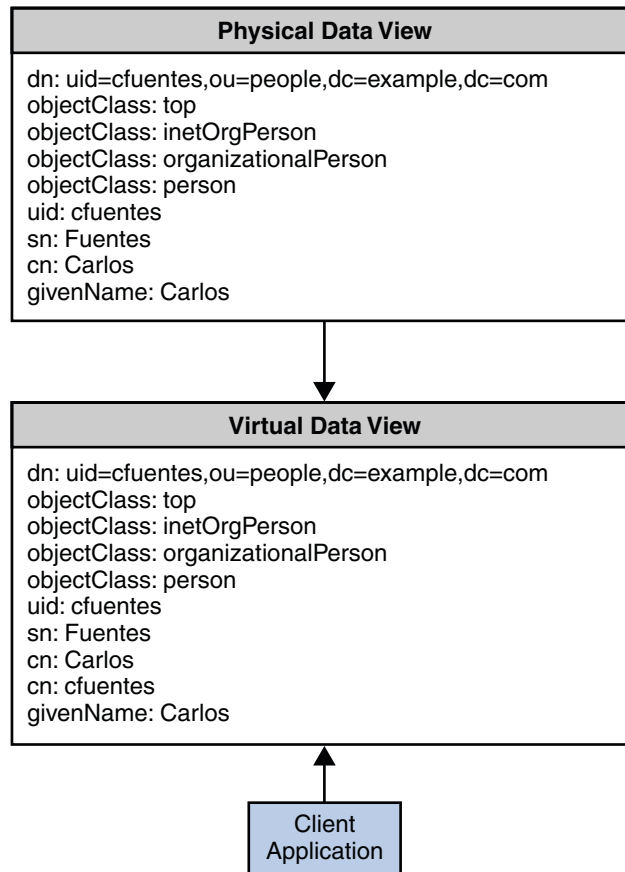 Physical Data View
dn: uid=cfuentes,ou=people,dc=example,dc=com
objectClass: top
objectClass: inetOrgPerson
objectClass: organizationalPerson
objectClass: person
uid: cfuentes
sn: Fuentes
cn: Carlos
givenName: Carlos
Virtual Data View
dn: uid=cfuentes,ou=people,dc=example,dc=com
objectClass: top
objectClass: inetOrgPerson
objectClass: organizationalPerson
objectClass: person
uid: cfuentes
sn: Fuentes
cn: Carlos
cn: cfuentes
givenName: Carlos
Client
Application